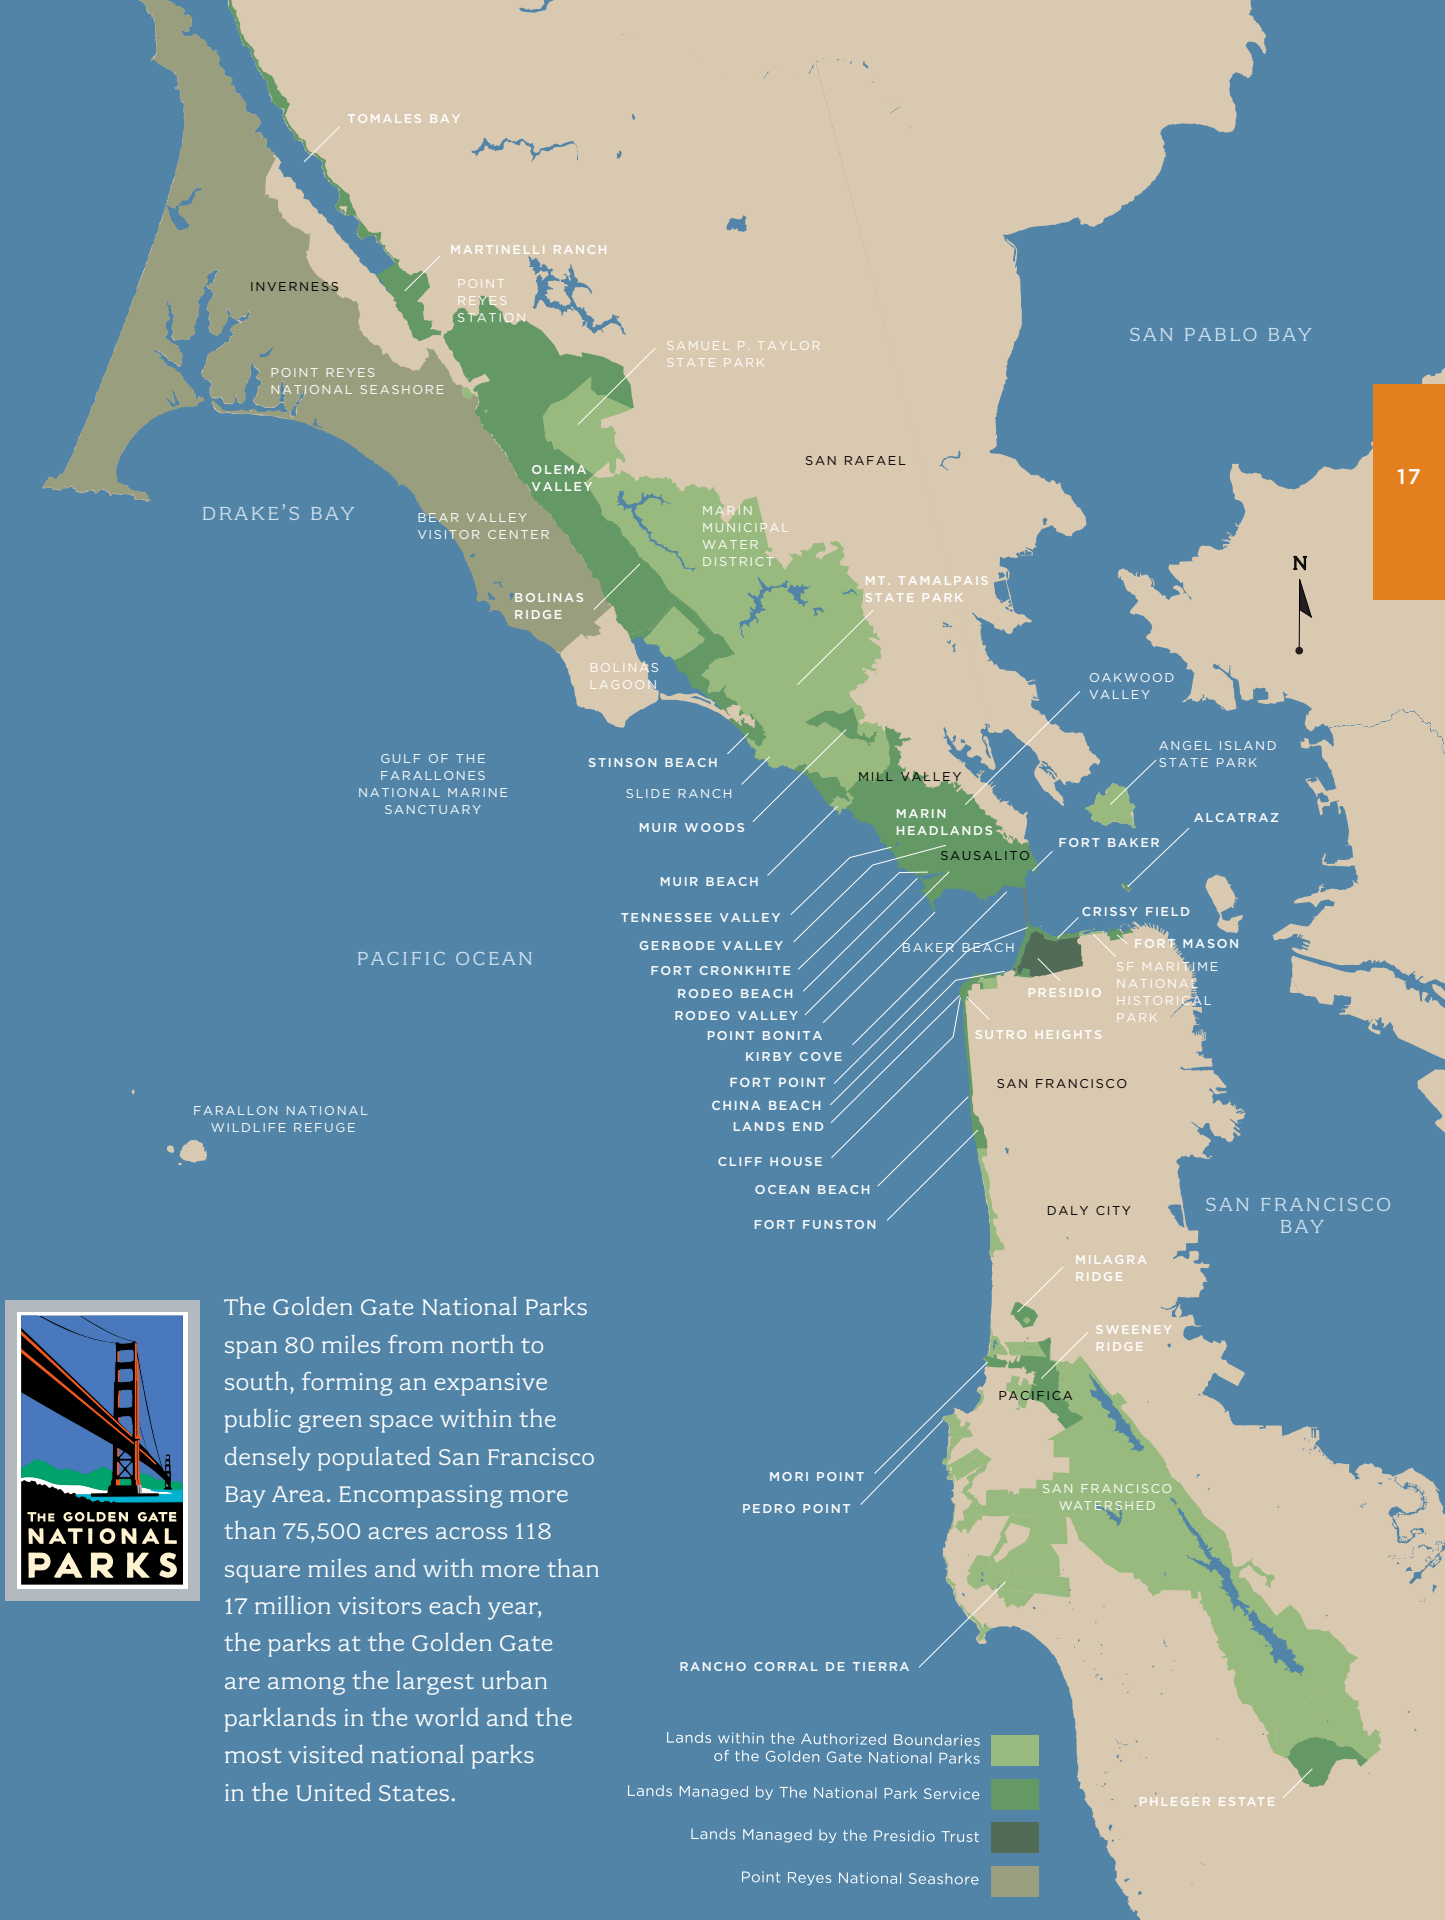 TOMALES BAY
MARTINELLI RANCH
POINT
REYES
STATION
INVERNESS
SAN PABLO BAY
SAMUEL P. TAYLOR
STATE PARK
POINT REYES
NATIONAL SEASHORE
17
SAN RAFAEL
OLEMA
VALLEY
DRAKE'S BAY
BEAR VALLEY
VISITOR CENTER
MARIN
MUNICIPAL
WATER
DISTRICT
N
MT. TAMALPAIS
STATE PARK
BOLINAS
RIDGE
BOLINAS
LAGOON
OAKWOOD
VALLEY
ANGEL ISLAND
STATE PARK
GULF OF THE
FARALLONES
NATIONAL MARINE
SANCTUARY
STINSON BEACH
SLIDE RANCH
MUIR WOODS
MILL VALLEY
MARIN
HEADLANDS
ALCATRAZ
FORT BAKER
SAUSALITO
MUIR BEACH
TENNESSEE VALLEY
GERBODE VALLEY
FORT CRONKHITE
RODEO BEACH
RODEO VALLEY
POINT BONITA
KIRBY COVE
FORT POINT
CHINA BEACH
LANDS END
CLIFF HOUSE
OCEAN BEACH
FORT FUNSTON
CRISSY FIELD
BAKER BEACH
FORT MASON
SF MARITIME
NATIONAL
HISTORICAL
PARK
PRESIDIO
SUTRO HEIGHTS
PACIFIC OCEAN
SAN FRANCISCO
FARALLON NATIONAL
WILDLIFE REFUGE
DALY CITY
SAN FRANCISCO
BAY
MILAGRA
RIDGE
SWEENEY
RIDGE
PACIFICA
MORI POINT
PEDRO POINT
SAN FRANCISCO
WATERSHED
RANCHO CORRAL DE TIERRA
PHLEGER ESTATE
THE GOLDEN GATE
NATIONAL
PARKS
The Golden Gate National Parks
span 80 miles from north to
south, forming an expansive
public green space within the
densely populated San Francisco
Bay Area. Encompassing more
than 75,500 acres across 118
square miles and with more than
17 million visitors each year,
the parks at the Golden Gate
are among the largest urban
parklands in the world and the
most visited national parks
in the United States.
Lands within the Authorized Boundaries
of the Golden Gate National Parks
Lands Managed by The National Park Service
Lands Managed by the Presidio Trust
Point Reyes National Seashore